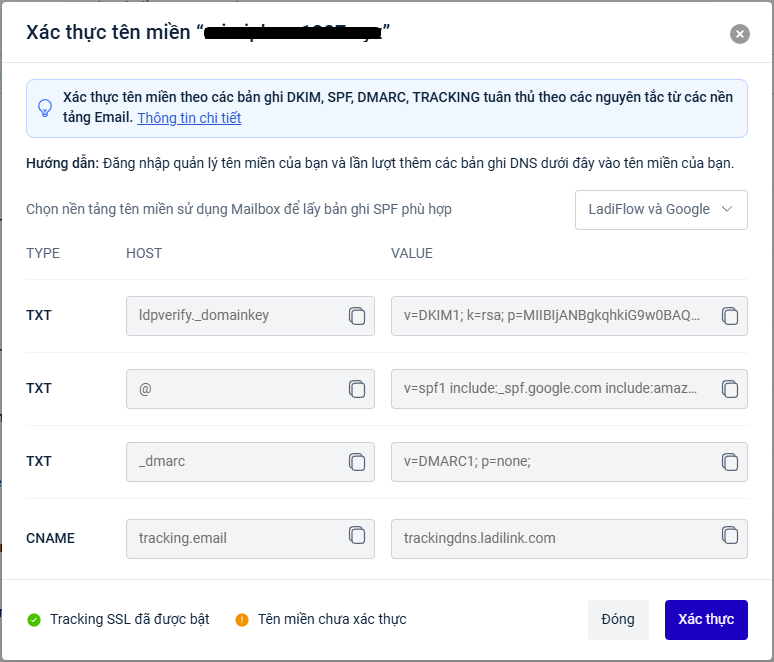 Xác thực tên miền “”
Xác thực tên miền theo các bản ghi DKIM, SPF, DMARC, TRACKING tuân thủ theo các nguyên tắc từ các nền
tảng Email. Thông tin chi tiết
Hướng dẫn: Đăng nhập quản lý tên miền của bạn và lần lượt thêm các bản ghi DNS dưới đây vào tên miền của bạn.
Chọn nền tảng tên miền sử dụng Mailbox để lấy bản ghi SPF phù hợp
LadiFlow và Google
TYPE HOST VALUE
TXT ldpverify._domainkey v=DKIM1; k=rsa; p=MIIBIjANBgkqhkiG9w0BAQ...
TXT @ v=spf1 include:_spf.google.com include:amaz...
TXT _dmarc v=DMARC1; p=none;
CNAME tracking.email trackingdns.ladilink.com
Tracking SSL đã được bật Tên miền chưa xác thực Đóng Xác thực